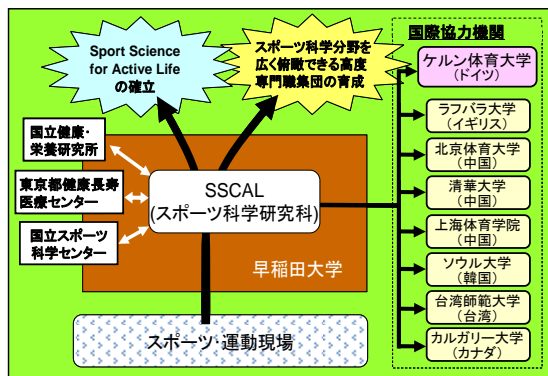 Sport Science
for Active Life
の確立
スポーツ科学分野を
広く俯瞰できる高度
専門職集団の育成
国際協力機関
ケルン体育大学
(ドイツ)
ラフバラ大学
(イギリス)
北京体育大学
(中国)
清華大学
(中国)
上海体育学院
(中国)
ソウル大学
(韓国)
台湾師範大学
(台湾)
カルガリー大学
(カナダ)
国立健康・
栄養研究所
東京都健康長寿
医療センター
国立スポーツ
科学センター
SSCAL
(スポーツ科学研究科)
早稲田大学
スポーツ・運動現場